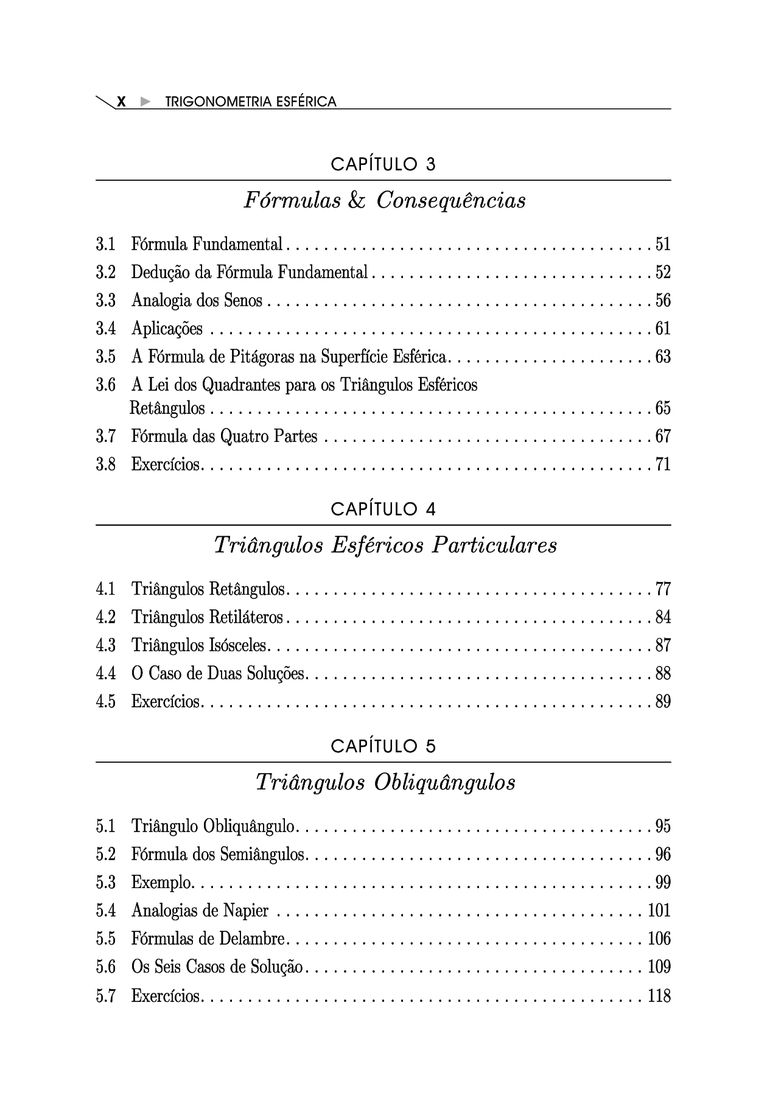 X ► TRIGONOMETRIA ESFÉRICA
CAPÍTULO 3
Fórmulas & Consequências
3.1 Fórmula Fundamental . . . . . . . . . . . . . . . . . . . . . . . . . . . . . . . . . . . . . . . 51
3.2 Dedução da Fórmula Fundamental . . . . . . . . . . . . . . . . . . . . . . . . . . . . . . 52
3.3 Analogia dos Senos . . . . . . . . . . . . . . . . . . . . . . . . . . . . . . . . . . . . . . . . . 56
3.4 Aplicações . . . . . . . . . . . . . . . . . . . . . . . . . . . . . . . . . . . . . . . . . . . . . . . 61
3.5 A Fórmula de Pitágoras na Superfície Esférica. . . . . . . . . . . . . . . . . . . . . . 63
3.6 A Lei dos Quadrantes para os Triângulos Esféricos
Retângulos . . . . . . . . . . . . . . . . . . . . . . . . . . . . . . . . . . . . . . . . . . . . . . . 65
3.7 Fórmula das Quatro Partes . . . . . . . . . . . . . . . . . . . . . . . . . . . . . . . . . . . 67
3.8 Exercícios. . . . . . . . . . . . . . . . . . . . . . . . . . . . . . . . . . . . . . . . . . . . . . . . 71
CAPÍTULO 4
Triângulos Esféricos Particulares
4.1 Triângulos Retângulos. . . . . . . . . . . . . . . . . . . . . . . . . . . . . . . . . . . . . . . 77
4.2 Triângulos Retiláteros . . . . . . . . . . . . . . . . . . . . . . . . . . . . . . . . . . . . . . . 84
4.3 Triângulos Isósceles. . . . . . . . . . . . . . . . . . . . . . . . . . . . . . . . . . . . . . . . . 87
4.4 O Caso de Duas Soluções. . . . . . . . . . . . . . . . . . . . . . . . . . . . . . . . . . . . . 88
4.5 Exercícios. . . . . . . . . . . . . . . . . . . . . . . . . . . . . . . . . . . . . . . . . . . . . . . . 89
CAPÍTULO 5
Triângulos Obliquângulos
5.1 Triângulo Obliquângulo. . . . . . . . . . . . . . . . . . . . . . . . . . . . . . . . . . . . . . 95
5.2 Fórmula dos Semiângulos. . . . . . . . . . . . . . . . . . . . . . . . . . . . . . . . . . . . . 96
5.3 Exemplo. . . . . . . . . . . . . . . . . . . . . . . . . . . . . . . . . . . . . . . . . . . . . . . . . 99
5.4 Analogias de Napier . . . . . . . . . . . . . . . . . . . . . . . . . . . . . . . . . . . . . . . 101
5.5 Fórmulas de Delambre. . . . . . . . . . . . . . . . . . . . . . . . . . . . . . . . . . . . . . 106
5.6 Os Seis Casos de Solução. . . . . . . . . . . . . . . . . . . . . . . . . . . . . . . . . . . . 109
5.7 Exercícios. . . . . . . . . . . . . . . . . . . . . . . . . . . . . . . . . . . . . . . . . . . . . . . 118